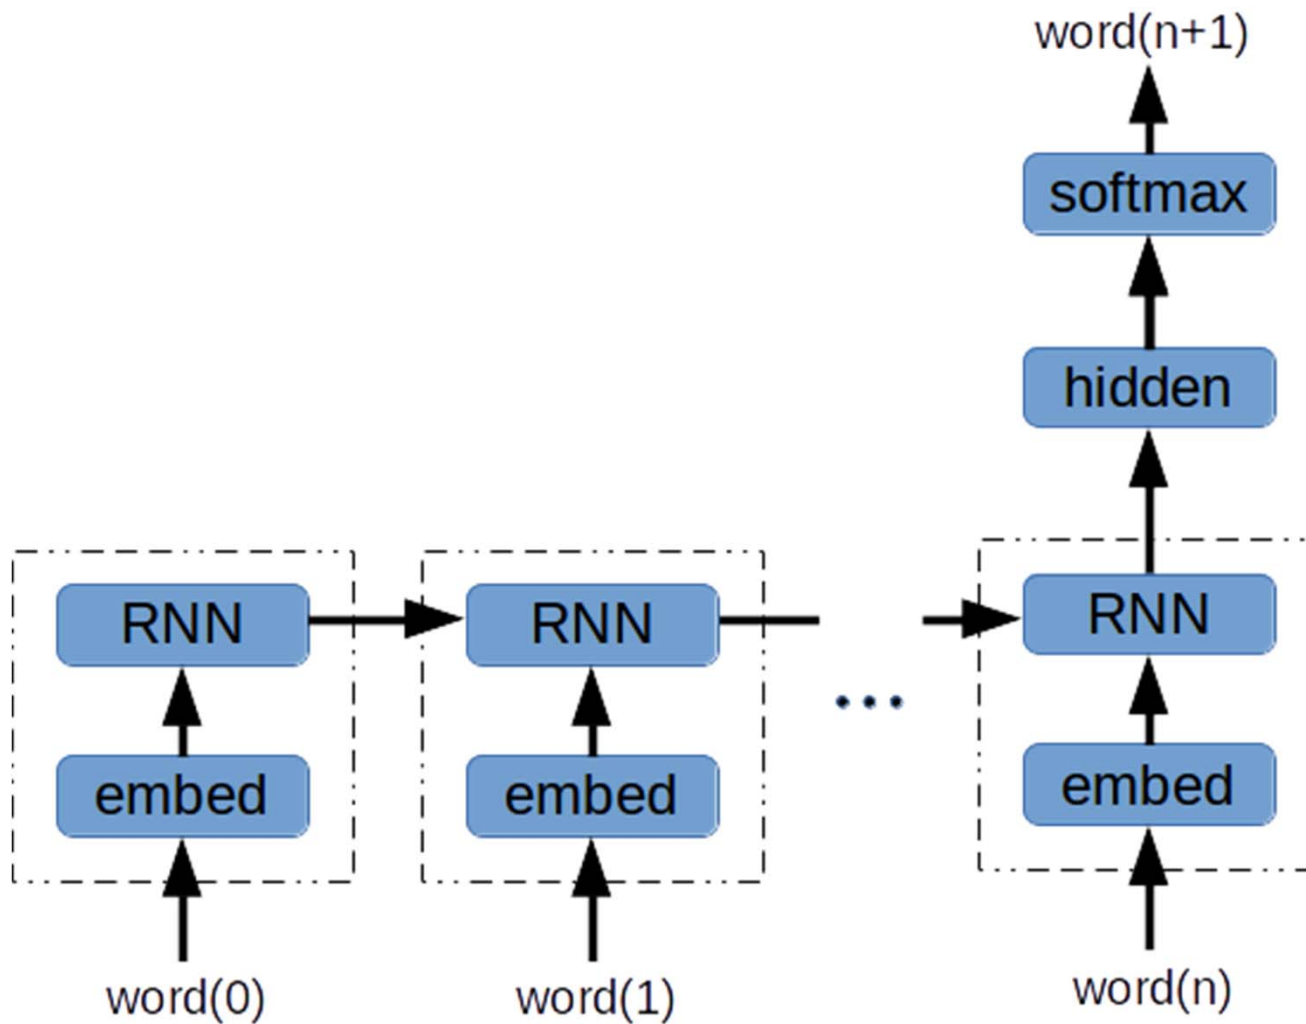 word(n+1)
softmax
hidden
RNN
RNN
RNN
embed
embed
embed
word(0)
word(1)
word(n)